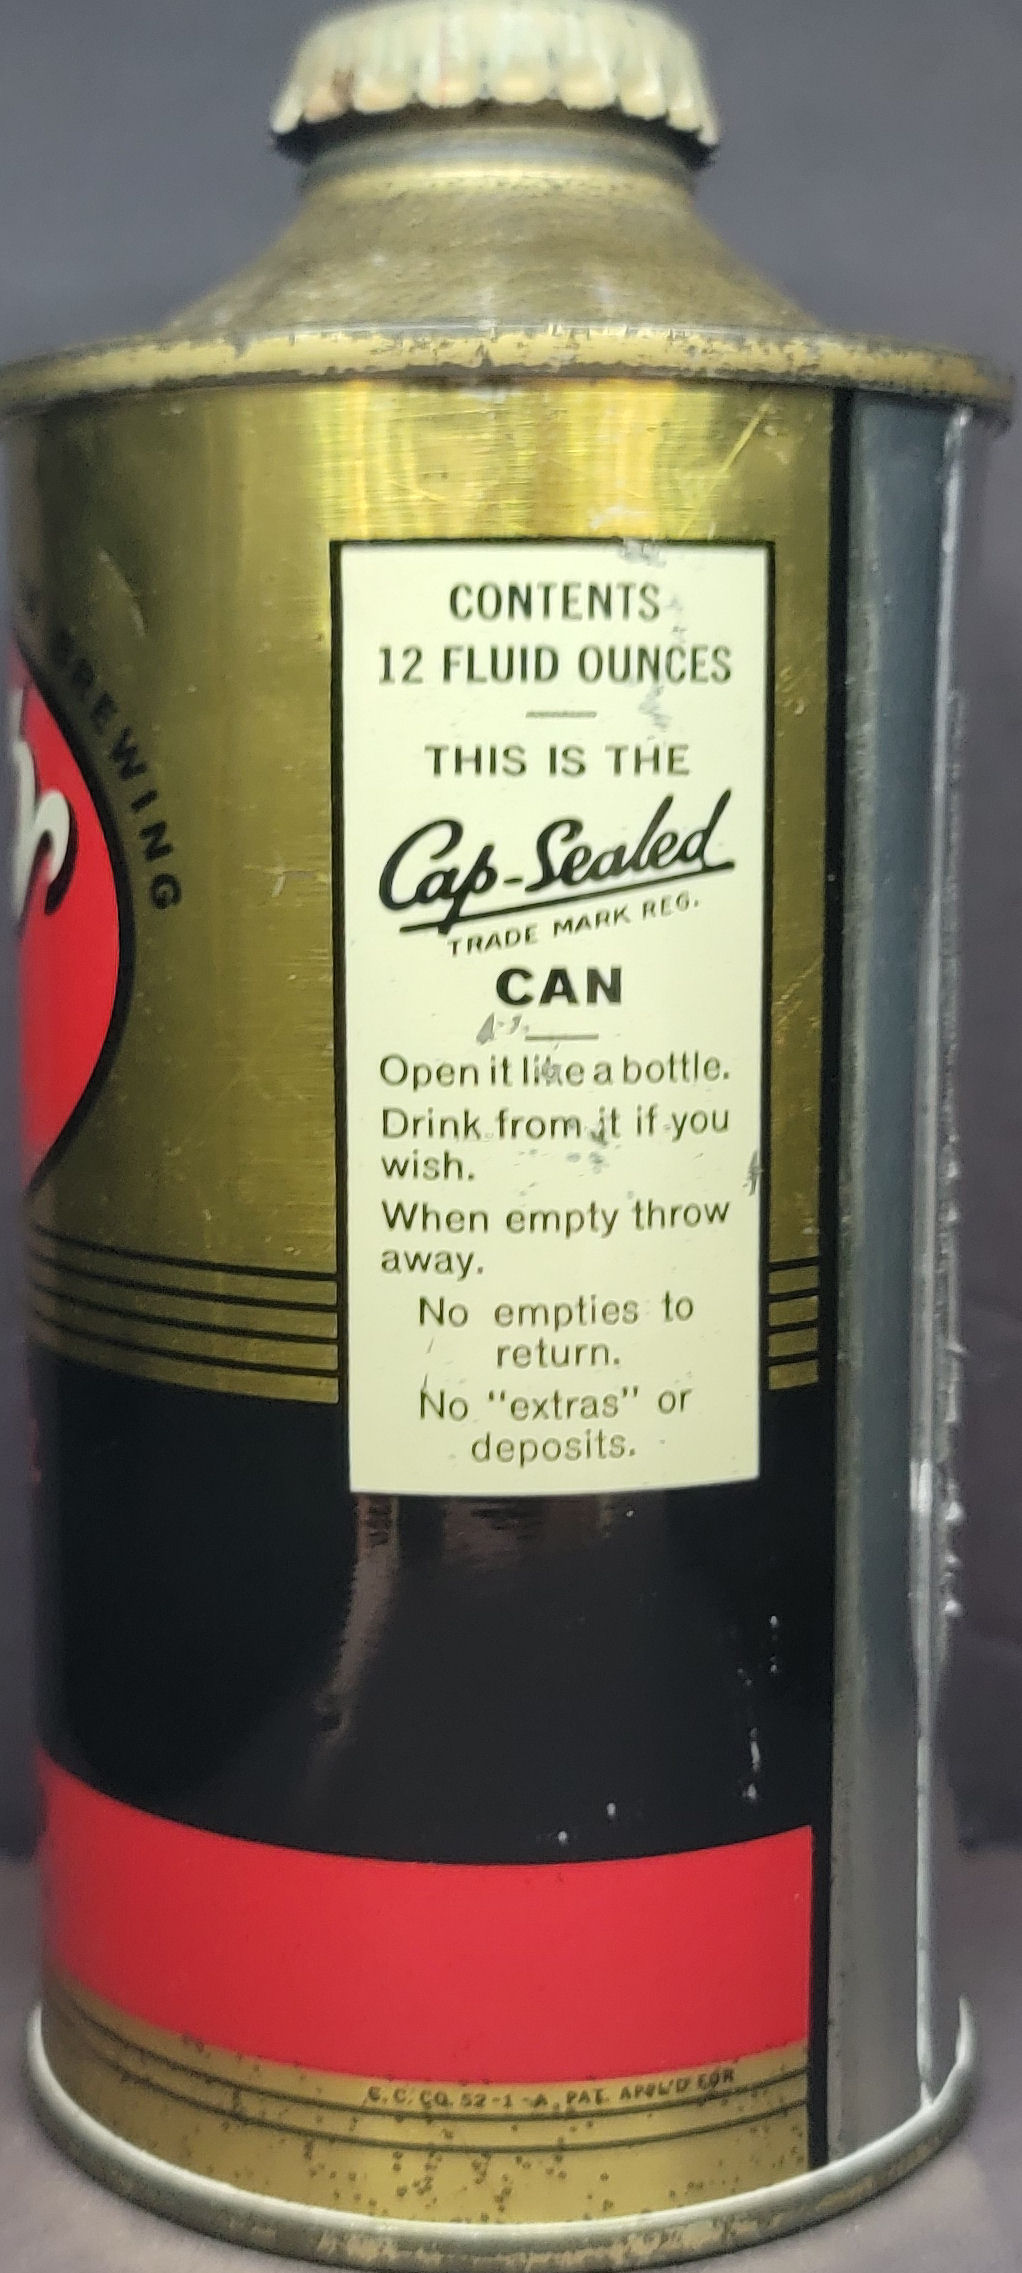 BREWING
CONTENTS
12 FLUID OUNCES
THIS IS THE
Cap-Sealed
TRADE MARK REG.
CAN
Open it like a bottle.
Drink from it if you
wish.
When empty throw
away.
No empties to
return.
No "extras" or
deposits.
C. C. CO. 52-1-A, PAT. APPL'D FOR